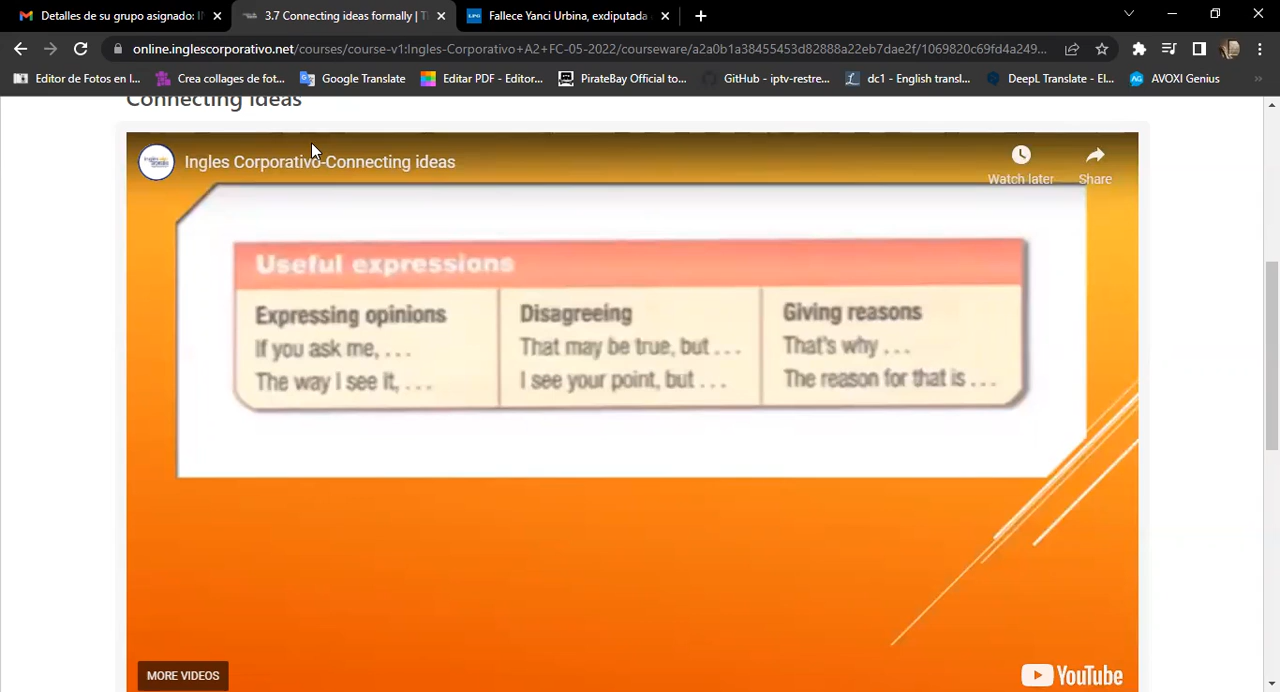 Detalles de su grupo asignado: I
3.7 Connecting ideas formally | T
Fallece Yanci Urbina, exdiputada
online.inglescorporativo.net/courses/course-v1:Ingles-Corporativo+A2+FC-05-2022/courseware/a2a0b1a38455453d82888a22eb7dae2f/1069820c69fd4a249...
Editor de Fotos en l...
Crea collages de fot...
Google Translate
Editar PDF - Editor...
PirateBay Official to...
GitHub - iptv-restre...
dc1 - English transl...
DeepL Translate - El...
AVOXI Genius
Connecting ideas
Ingles Corporativo-Connecting ideas
Watch later
Share
Useful expressions
Expressing opinions
If you ask me, . . .
The way I see it, . . .
Disagreeing
That may be true, but . . .
I see your point, but . . .
Giving reasons
That's why . . .
The reason for that is . . .
MORE VIDEOS
YouTube